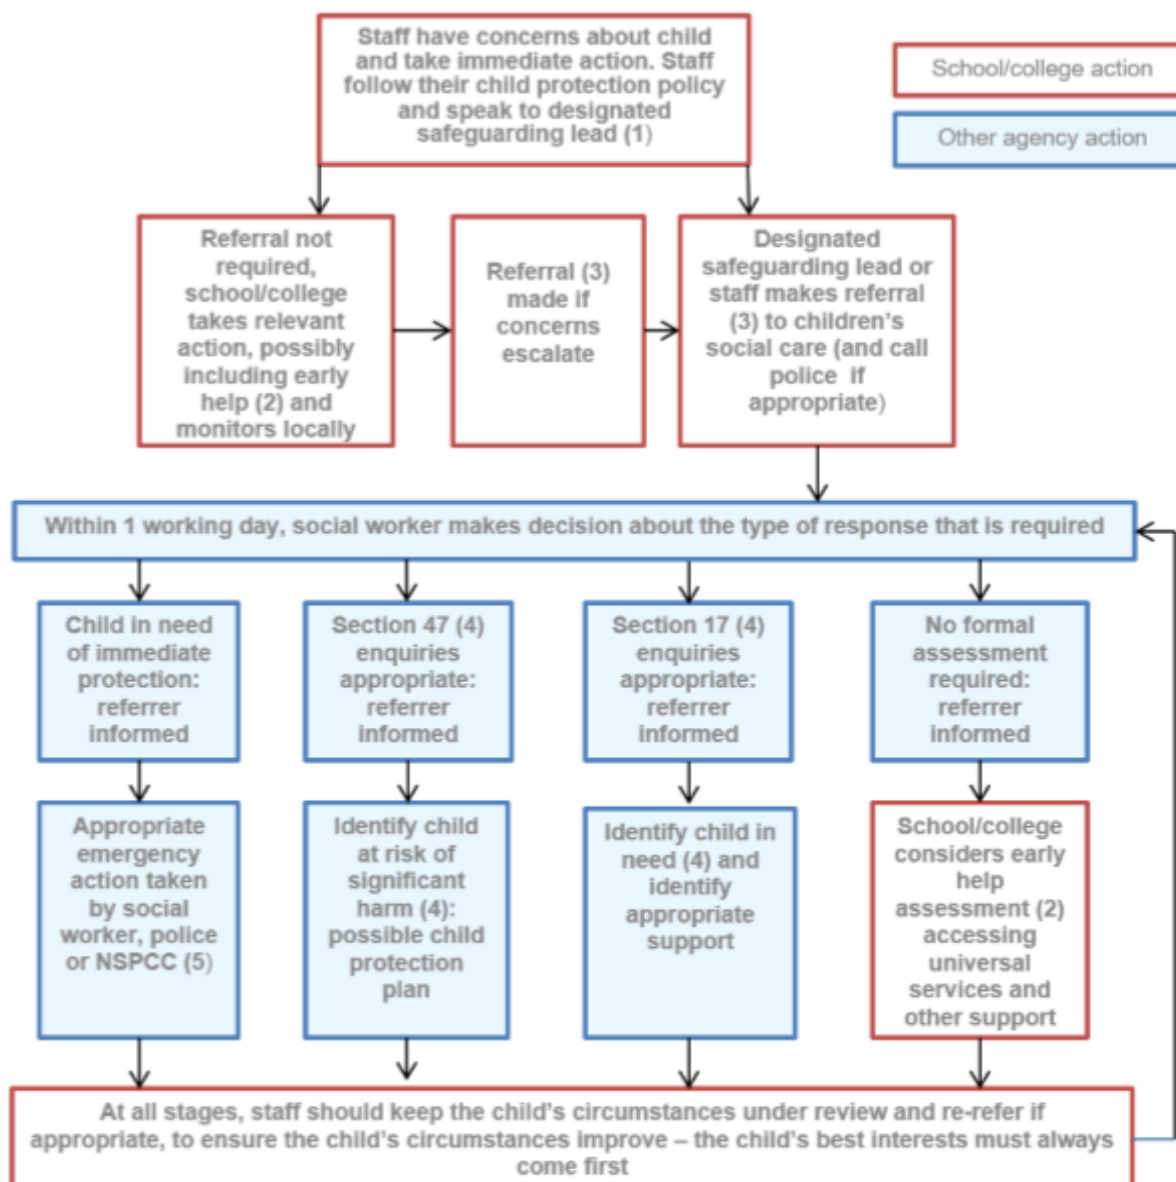 Staff have concerns about child
and take immediate action. Staff
follow their child protection policy
and speak to designated
safeguarding lead (1)
School/college action
Other agency action
Referral not
required,
school/college
takes relevant
action, possibly
including early
help (2) and
monitors locally
Referral (3)
made if
concerns
escalate
Designated
safeguarding lead or
staff makes referral
(3) to children's
social care (and call
police if
appropriate)
Within 1 working day, social worker makes decision about the type of response that is required
Child in need
of immediate
protection:
referrer
informed
Section 47 (4)
enquiries
appropriate:
referrer
informed
Section 17 (4)
enquiries
appropriate:
referrer
informed
No formal
assessment
required:
referrer
informed
Appropriate
emergency
action taken
by social
worker, police
or NSPCC (5)
Identify child
at risk of
significant
harm (4):
possible child
protection
plan
Identify child in
need (4) and
identify
appropriate
support
School/college
considers early
help
assessment (2)
accessing
universal
services and
other support
At all stages, staff should keep the child's circumstances under review and re-refer if
appropriate, to ensure the child's circumstances improve – the child's best interests must always
come first